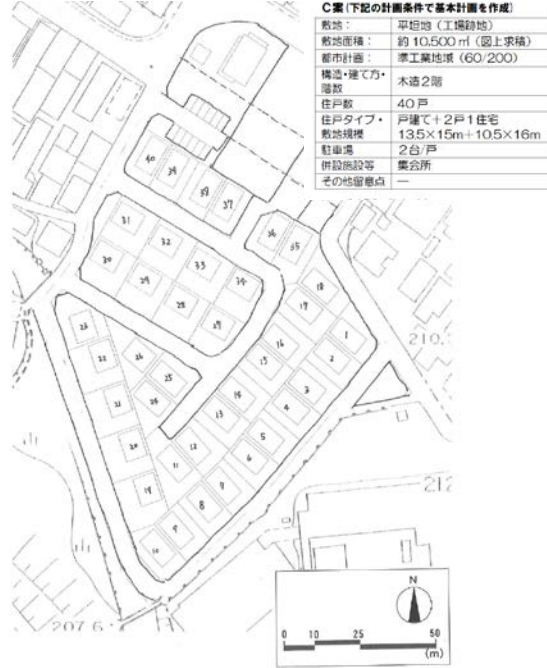 C案(下記の計画条件で基本計画を作成)
敷地： 平坦地（工場跡地）
敷地面積： 約10,500㎡（図上求積）
都市計画： 準工業地域（60/200）
構造・建て方・階数 木造2階
住戸数 40戸
住戸タイプ・敷地規模 戸建て＋2戸1住宅
13.5×15m＋10.5×16m
駐車場 2台/戸
併設施設等 集会所
その他留意点 ―
40 39 38 37
36 35
31 32 33 34
30 29 28 27
18 17 16 15 14 13 12 11
1 2 3 4 5 6 7 8 9 10
23 22 21 20 19
26 25 24
210.
212
207.6
N
0 10 25 50
(m)